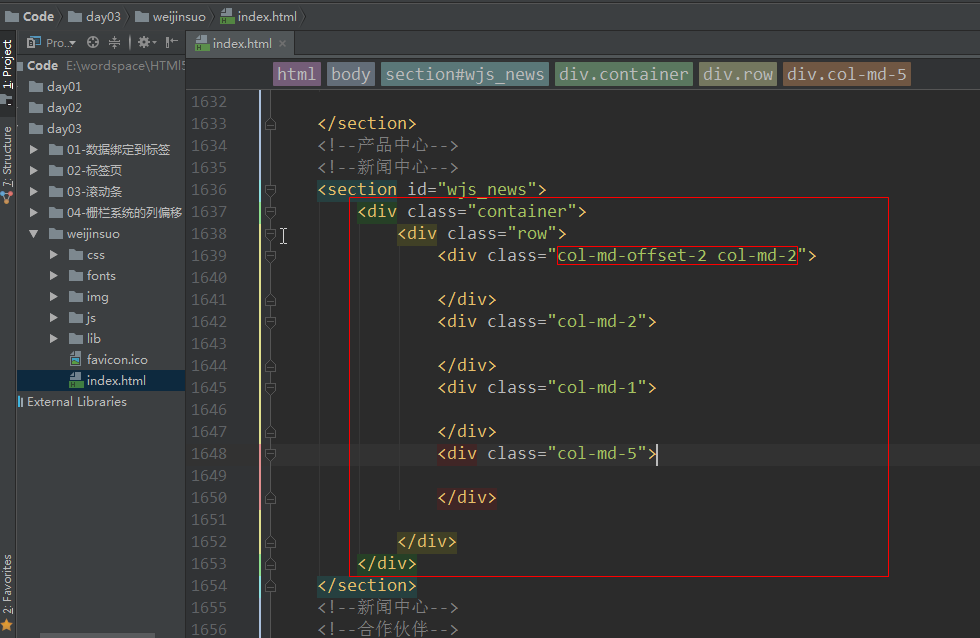 Code day03 weijinsuo index.html
Pro..
index.html
1: Project
7: Structure
2: Favorites
Code E:\wordspace\HTMl5
day01
day02
day03
01-数据绑定到标签
02-标签页
03-滚动条
04-栅栏系统的列偏移
weijinsuo
css
fonts
img
js
lib
favicon.ico
index.html
External Libraries
html body section#wjs_news div.container div.row div.col-md-5
1632
1633 </section>
1634 <!--产品中心-->
1635 <!--新闻中心-->
1636 <section id="wjs_news">
1637 <div class="container">
1638 <div class="row">
1639 <div class="col-md-offset-2 col-md-2">
1640
1641 </div>
1642 <div class="col-md-2">
1643
1644 </div>
1645 <div class="col-md-1">
1646
1647 </div>
1648 <div class="col-md-5">
1649
1650 </div>
1651
1652 </div>
1653 </div>
1654 </section>
1655 <!--新闻中心-->
1656 <!--合作伙伴-->